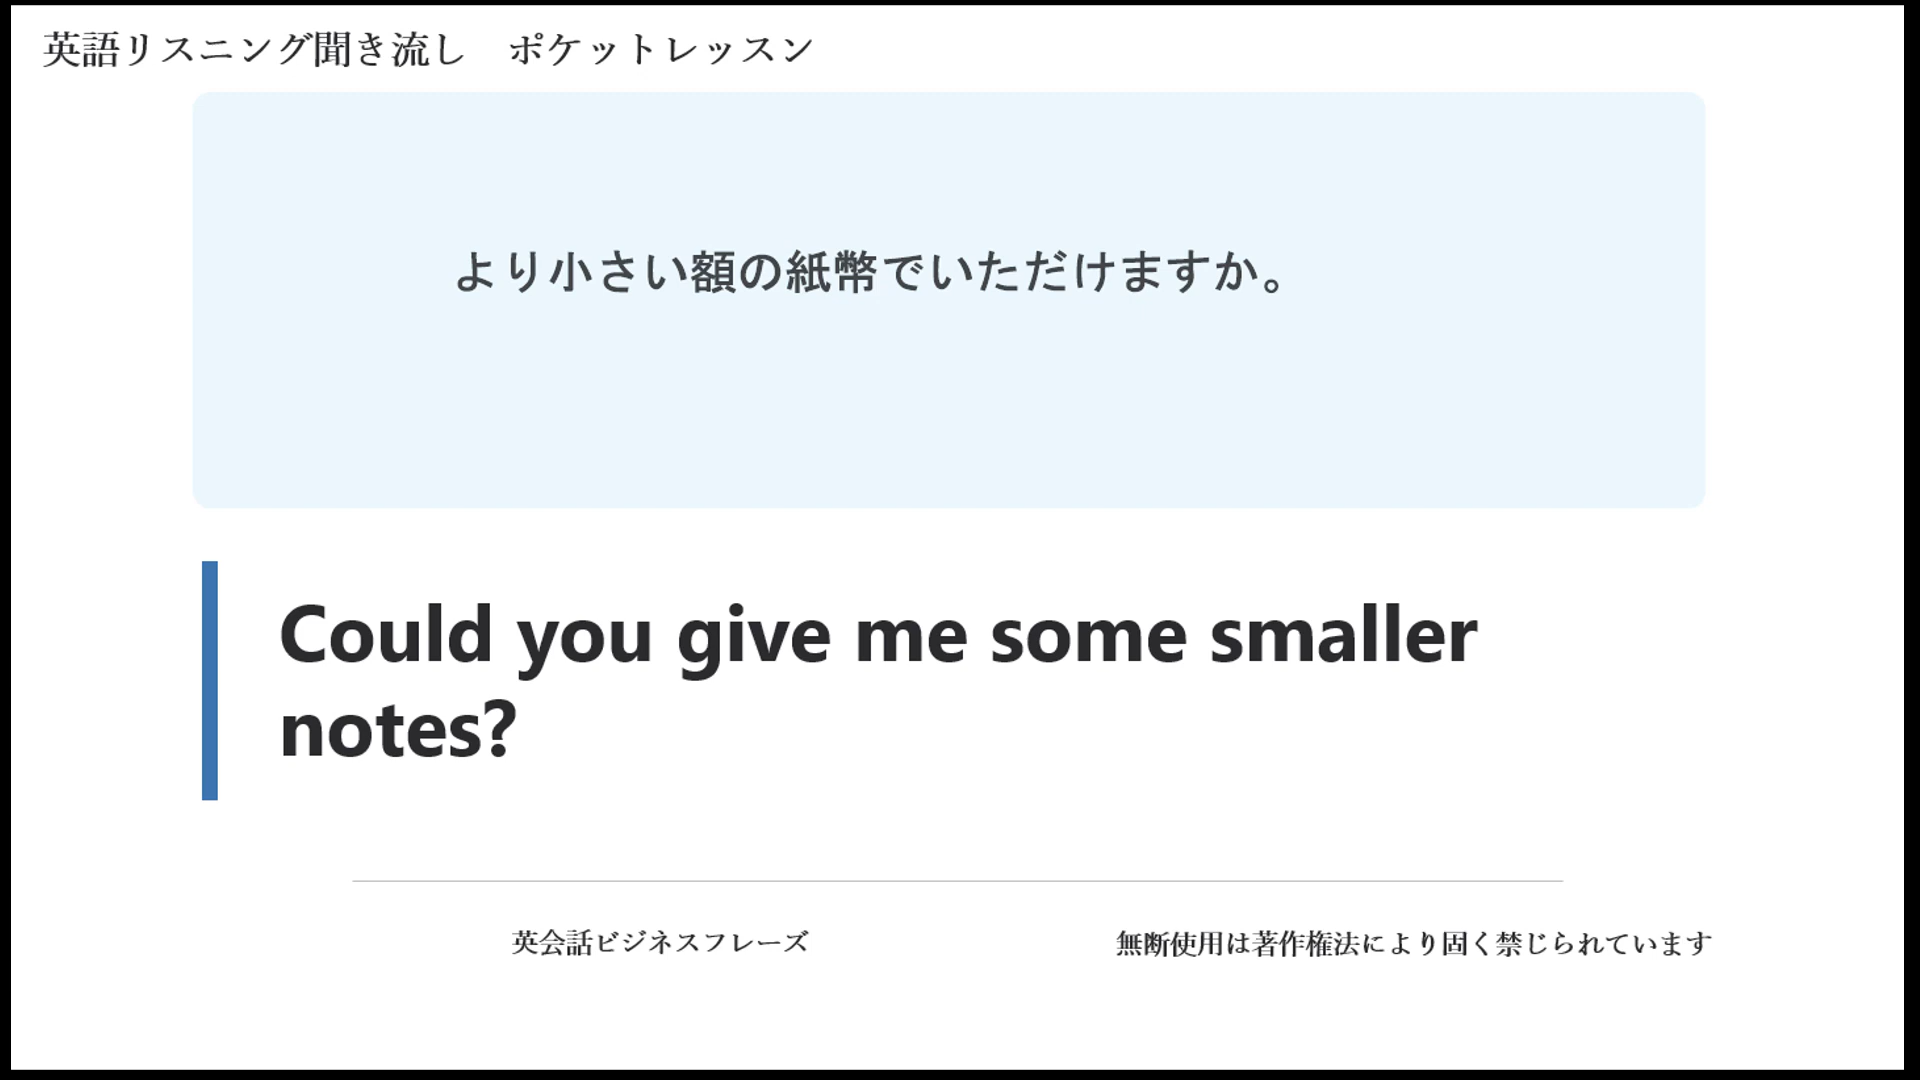 英語リスニング聞き流し　ポケットレッスン
より小さい額の紙幣でいただけますか。
Could you give me some smaller
notes?
英会話ビジネスフレーズ
無断使用は著作権法により固く禁じられています